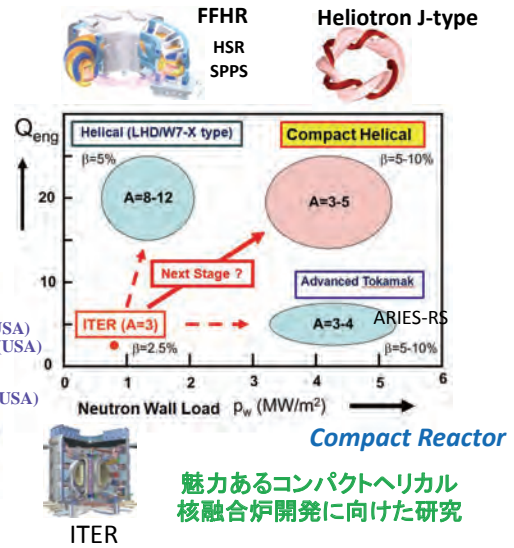 FFHR
HSR
SPPS
Heliotron J-type
Qeng
Helical (LHD/W7-X type)
Compact Helical
β=5%
β=5-10%
20
A=8-12
A=3-5
Next Stage ?
10
Advanced Tokamak
USA)
(USA)
ITER (A=3)
A=3-4
ARIES-RS
β=2.5%
β=5-10%
USA)
0
0
1
2
3
4
5
6
Neutron Wall Load pw (MW/m²)
Compact Reactor
ITER
魅力あるコンパクトヘリカル
核融合炉開発に向けた研究